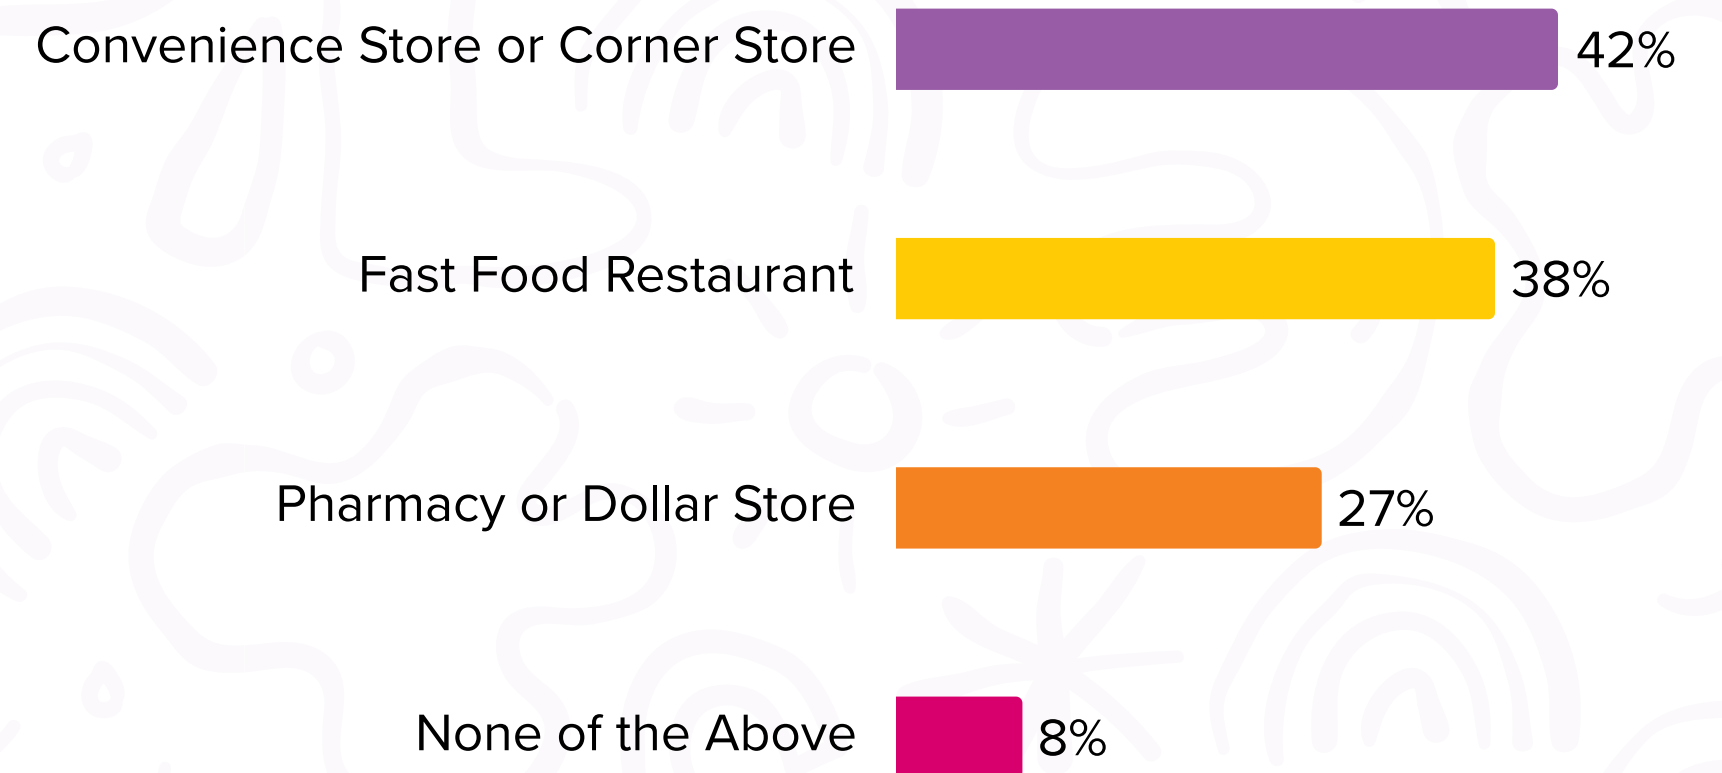 Convenience Store or Corner Store 42%
Fast Food Restaurant 38%
Pharmacy or Dollar Store 27%
None of the Above 8%